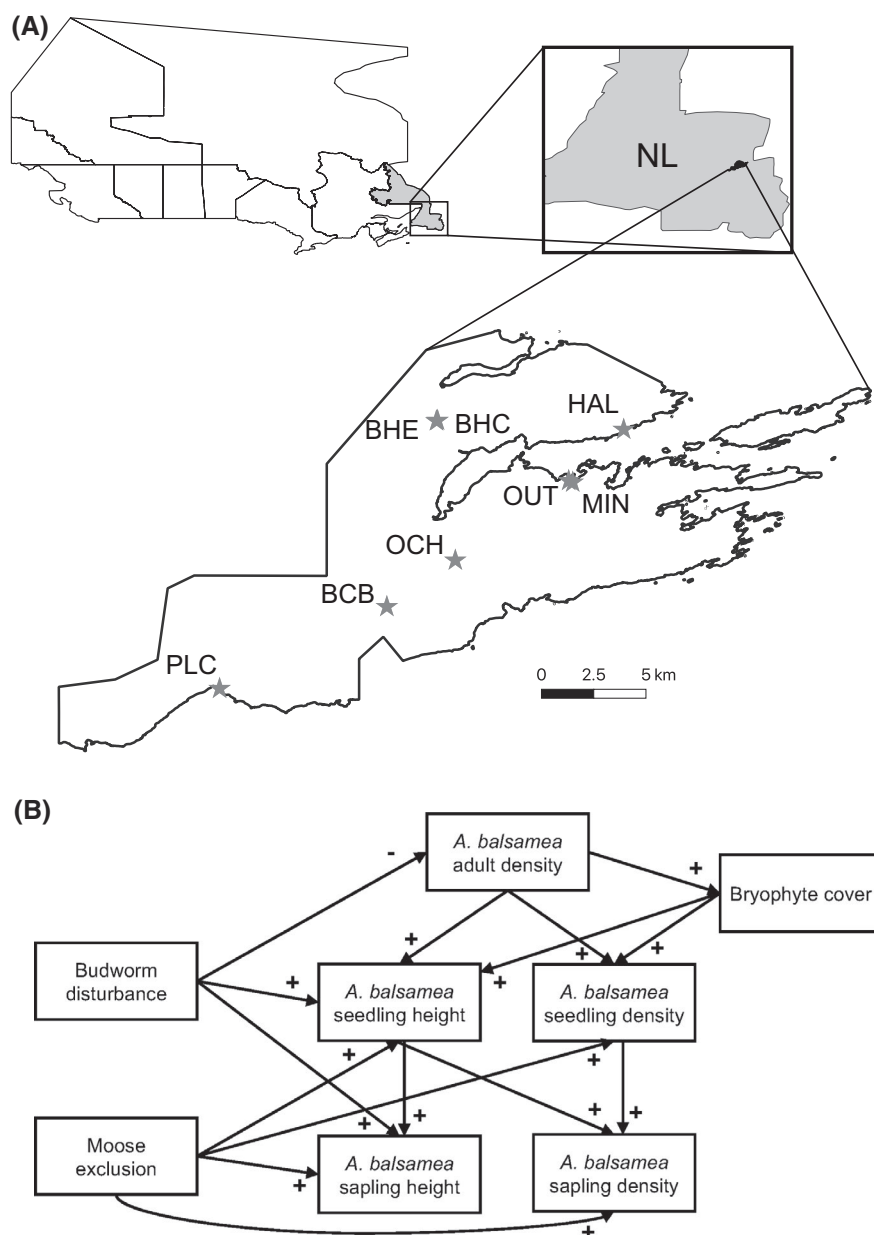 (A)
NL
HAL
BHE
BHC
OUT
MIN
OCH
BCB
PLC
0 2.5 5 km
(B)
A. balsamea
adult density
-
+
Bryophyte cover
Budworm
disturbance
+
+
+
+
+
A. balsamea
seedling height
A. balsamea
seedling density
+
+
+
+
+
+
Moose
exclusion
+
A. balsamea
sapling height
A. balsamea
sapling density
+